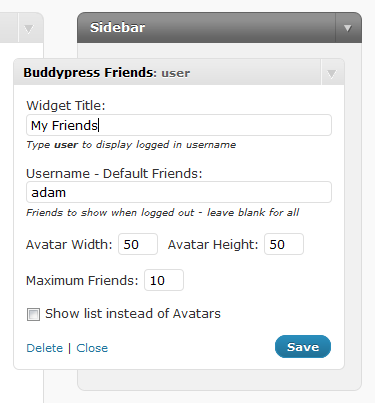 Sidebar
Buddypress Friends: user
Widget Title:
My Friends
Type user to display logged in username
Username - Default Friends:
adam
Friends to show when logged out - leave blank for all
Avatar Width: 50 Avatar Height: 50
Maximum Friends: 10
Show list instead of Avatars
Delete | Close Save